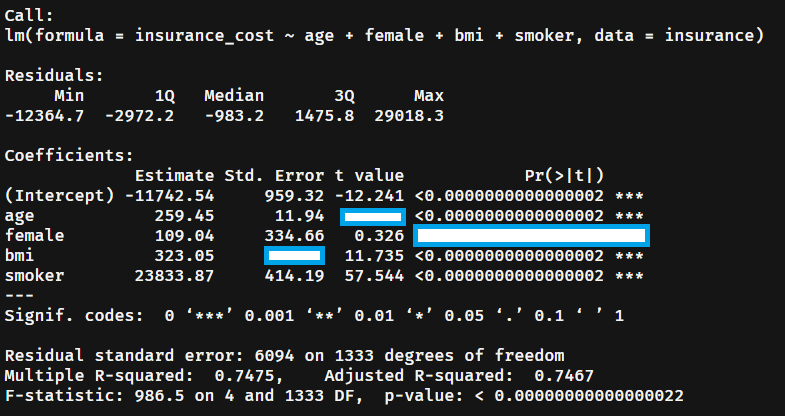 Call:
lm(formula = insurance_cost ~ age + female + bmi + smoker, data = insurance)
Residuals:
Min 1Q Median 3Q Max
-12364.7 -2972.2 -983.2 1475.8 29018.3
Coefficients:
Estimate Std. Error t value Pr(>|t|)
(Intercept) -11742.54 959.32 -12.241 <0.0000000000000002 ***
age 259.45 11.94 <0.0000000000000002 ***
female 109.04 334.66 0.326
bmi 323.05 11.735 <0.0000000000000002 ***
smoker 23833.87 414.19 57.544 <0.0000000000000002 ***
---
Signif. codes: 0 ‘***’ 0.001 ‘**’ 0.01 ‘*’ 0.05 ‘.’ 0.1 ‘ ’ 1
Residual standard error: 6094 on 1333 degrees of freedom
Multiple R-squared: 0.7475, Adjusted R-squared: 0.7467
F-statistic: 986.5 on 4 and 1333 DF, p-value: < 0.00000000000000022